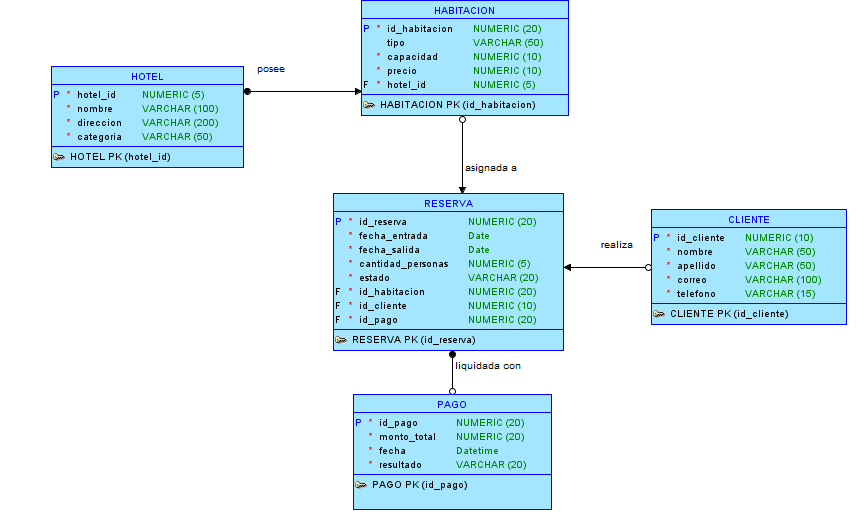 HABITACION
P * id_habitacion NUMERIC (20)
tipo VARCHAR (50)
* capacidad NUMERIC (10)
* precio NUMERIC (10)
F * hotel_id NUMERIC (5)
HABITACION PK (id_habitacion)
posee
HOTEL
P * hotel_id NUMERIC (5)
* nombre VARCHAR (100)
* direccion VARCHAR (200)
* categoria VARCHAR (50)
HOTEL PK (hotel_id)
asignada a
RESERVA
P * id_reserva NUMERIC (20)
* fecha_entrada Date
* fecha_salida Date
* cantidad_personas NUMERIC (5)
* estado VARCHAR (20)
F * id_habitacion NUMERIC (20)
F * id_cliente NUMERIC (10)
F * id_pago NUMERIC (20)
RESERVA PK (id_reserva)
realiza
CLIENTE
P * id_cliente NUMERIC (10)
* nombre VARCHAR (50)
* apellido VARCHAR (50)
* correo VARCHAR (100)
* telefono VARCHAR (15)
CLIENTE PK (id_cliente)
liquidada con
PAGO
P * id_pago NUMERIC (20)
* monto_total NUMERIC (20)
* fecha Datetime
* resultado VARCHAR (20)
PAGO PK (id_pago)